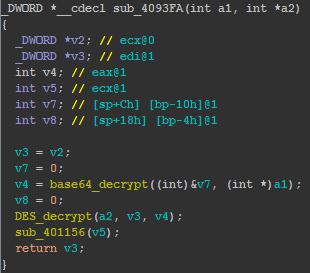 _DWORD *__cdecl sub_4093FA(int a1, int *a2)
{
  _DWORD *v2; // ecx@0
  _DWORD *v3; // edi@1
  int v4; // eax@1
  int v5; // ecx@1
  int v7; // [sp+Ch] [bp-10h]@1
  int v8; // [sp+18h] [bp-4h]@1

  v3 = v2;
  v7 = 0;
  v4 = base64_decrypt((int)&v7, (int *)a1);
  v8 = 0;
  DES_decrypt(a2, v3, v4);
  sub_401156(v5);
  return v3;
}